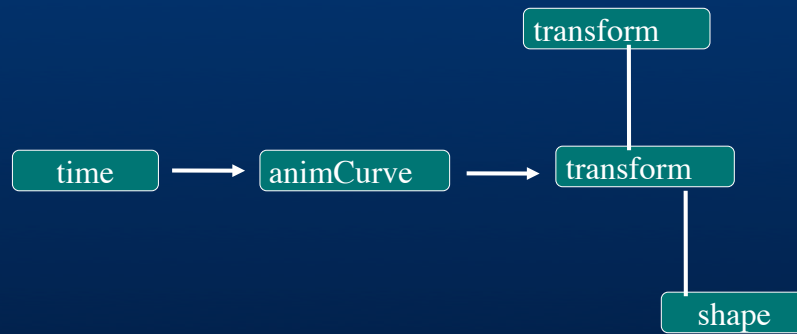 transform
time
animCurve
transform
shape